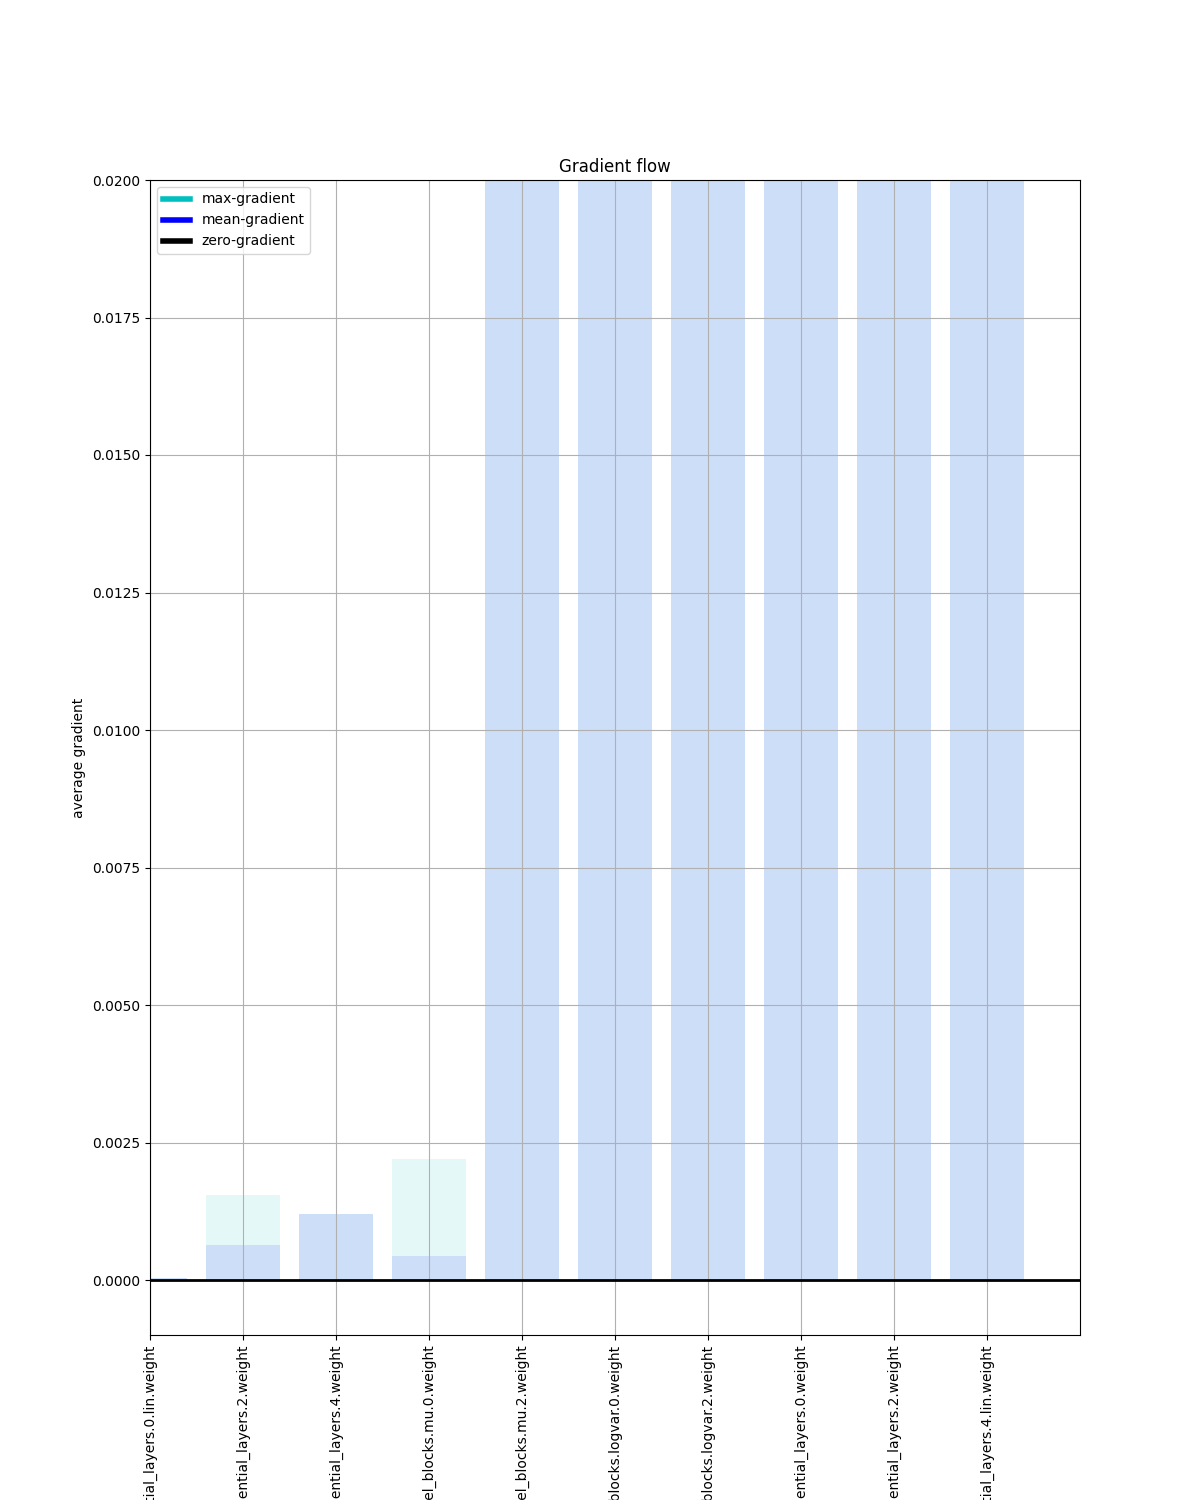 Gradient flow
max-gradient
mean-gradient
zero-gradient
0.0200
0.0175
0.0150
0.0125
0.0100
0.0075
0.0050
0.0025
0.0000
average gradient
tial_layers.0.lin.weight
ential_layers.2.weight
ential_layers.4.weight
el_blocks.mu.0.weight
el_blocks.mu.2.weight
blocks.logvar.0.weight
blocks.logvar.2.weight
ential_layers.0.weight
ential_layers.2.weight
tial_layers.4.lin.weight